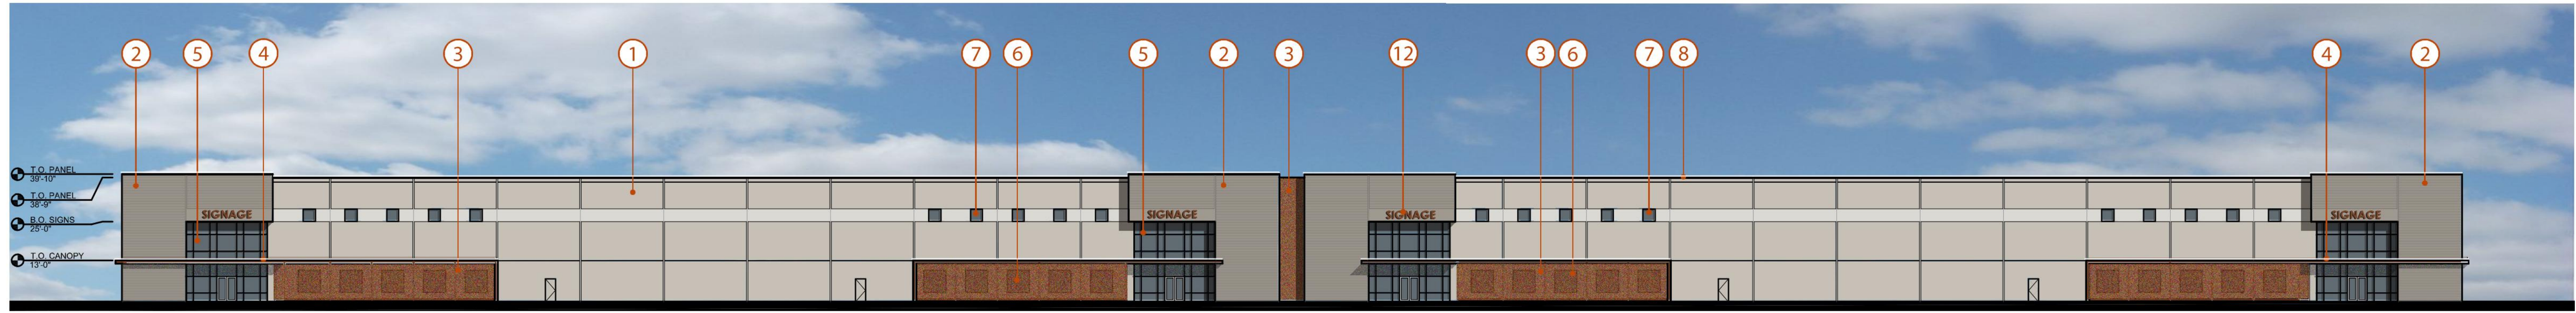 2 5 4 3 1 7 6 5 2 3 12 3 6 7 8 4 2
T.O. PANEL
39'-10"
T.O. PANEL
38'-9"
B.O. SIGNS
25'-0"
T.O. CANOPY
13'-0"
SIGNAGE
SIGNAGE
SIGNAGE
SIGNAGE